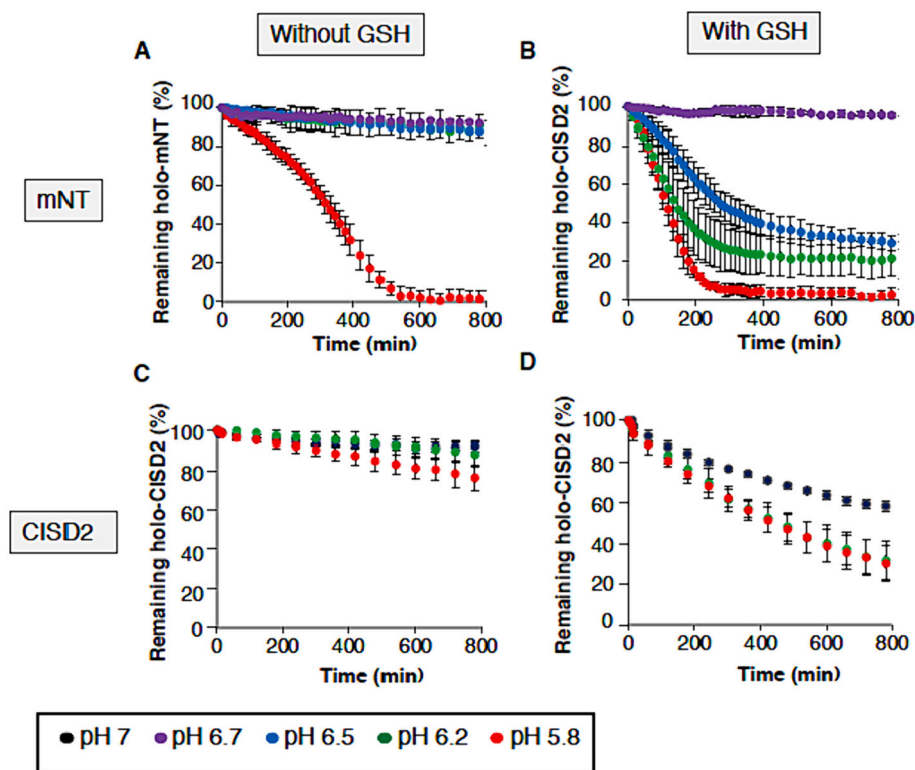 Without GSH
With GSH
A
B
mNT
Remaining holo-mNT (%)
100
80
60
40
20
0
0 200 400 600 800
Time (min)
Remaining holo-CISD2 (%)
100
80
60
40
20
0
0 200 400 600 800
Time (min)
C
D
CISD2
Remaining holo-CISD2 (%)
100
80
60
40
20
0
0 200 400 600 800
Time (min)
Remaining holo-CISD2 (%)
100
80
60
40
20
0
0 200 400 600 800
Time (min)
pH 7 pH 6.7 pH 6.5 pH 6.2 pH 5.8